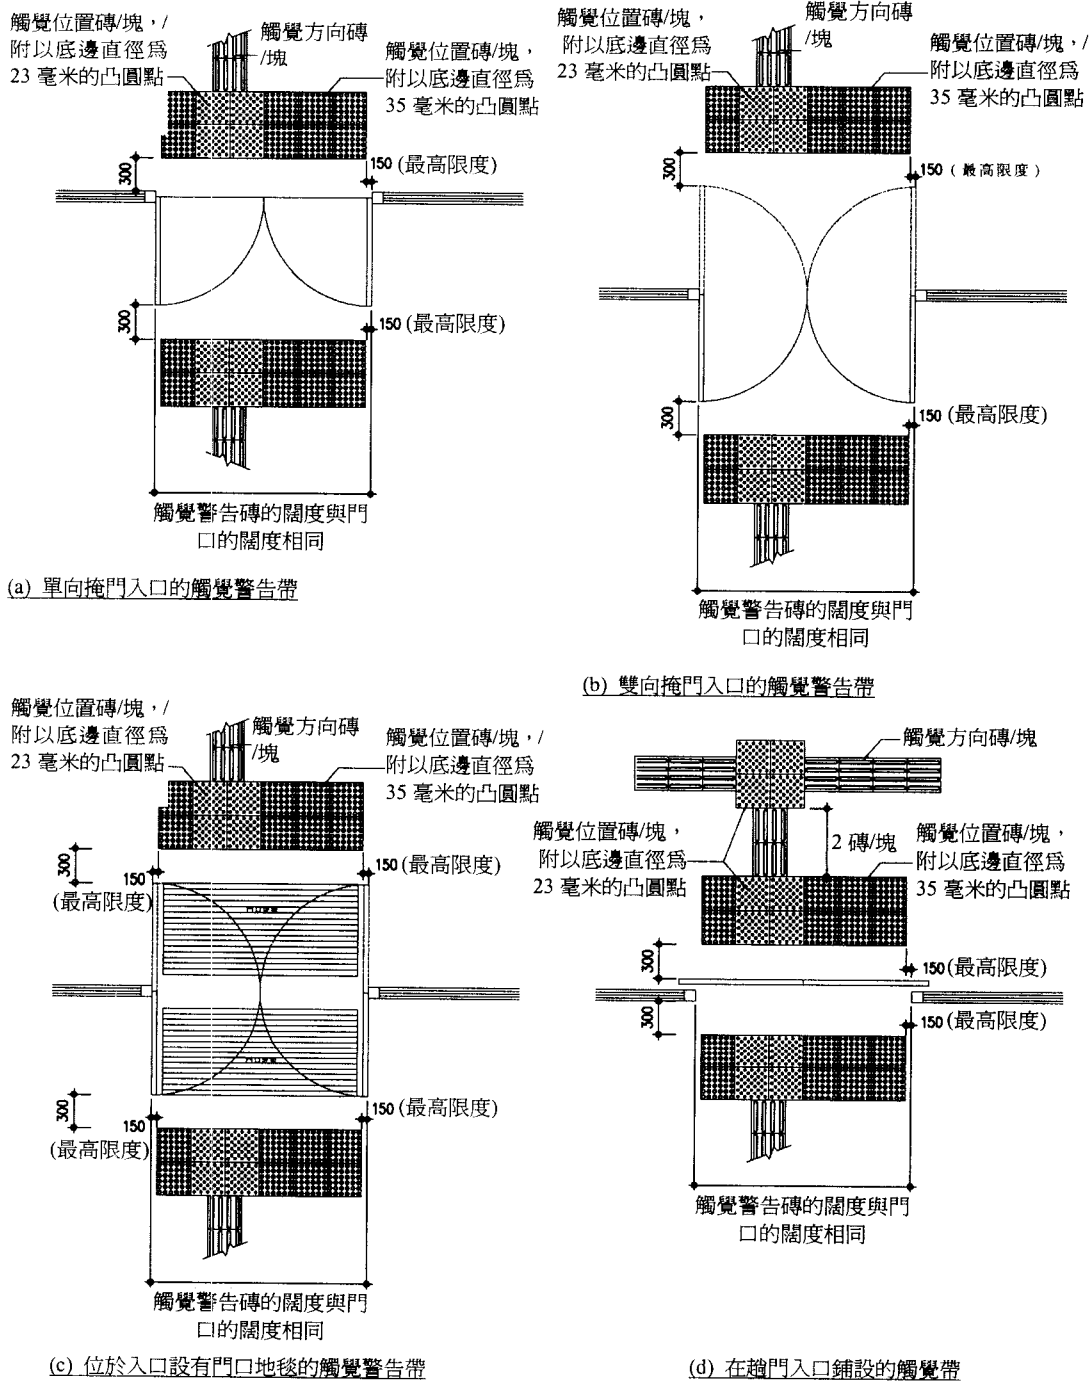 觸覺位置磚/塊，/
附以底邊直徑爲
23 毫米的凸圓點
觸覺方向磚
/塊
觸覺位置磚/塊，
附以底邊直徑爲
35 毫米的凸圓點
300
150 (最高限度)
300
150 (最高限度)
觸覺警告磚的闊度與門
口的闊度相同
(a) 單向掩門入口的觸覺警告帶
觸覺位置磚/塊，
附以底邊直徑爲
23 毫米的凸圓點
觸覺方向磚
/塊
觸覺位置磚/塊，/
附以底邊直徑爲
35 毫米的凸圓點
300
150 (最高限度)
300
150 (最高限度)
觸覺警告磚的闊度與門
口的闊度相同
(b) 雙向掩門入口的觸覺警告帶
觸覺位置磚/塊，/
附以底邊直徑爲
23 毫米的凸圓點
觸覺方向磚
/塊
觸覺位置磚/塊，/
附以底邊直徑爲
35 毫米的凸圓點
300
150
(最高限度)
150 (最高限度)
300
150
(最高限度)
150 (最高限度)
觸覺警告磚的闊度與門
口的闊度相同
(c) 位於入口設有門口地毯的觸覺警告帶
觸覺方向磚/塊
觸覺位置磚/塊，
附以底邊直徑爲
23 毫米的凸圓點
2 磚/塊
觸覺位置磚/塊，
附以底邊直徑爲
35 毫米的凸圓點
300
150 (最高限度)
300
150 (最高限度)
觸覺警告磚的闊度與門
口的闊度相同
(d) 在趟門入口鋪設的觸覺帶